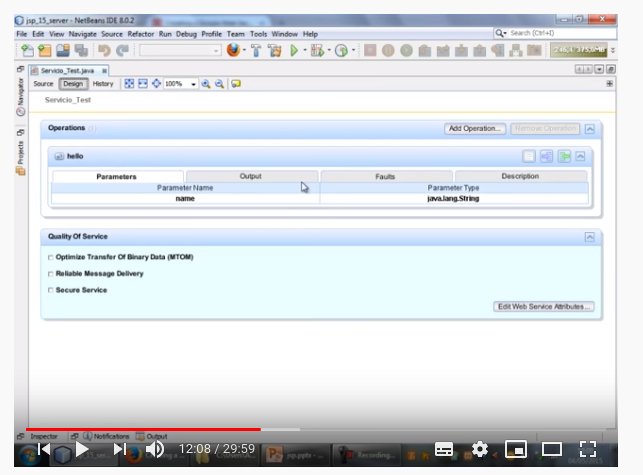 jsp_15_server - NetBeans IDE 8.0.2
File Edit View Navigate Source Refactor Run Debug Profile Team Tools Window Help
Search (Ctrl+I)
Servicio_Test.java
Source Design History 100%
Servicio_Test
Navigator
Projects
Operations (1)
Add Operation... Remove Operation
hello
Parameters Output Faults Description
Parameter Name Parameter Type
name java.lang.String
Quality Of Service
Optimize Transfer Of Binary Data (MTOM)
Reliable Message Delivery
Secure Service
Edit Web Service Attributes...
Inspector Notifications Output
12:08 / 29:59
jsp.pptx - ... Recording...